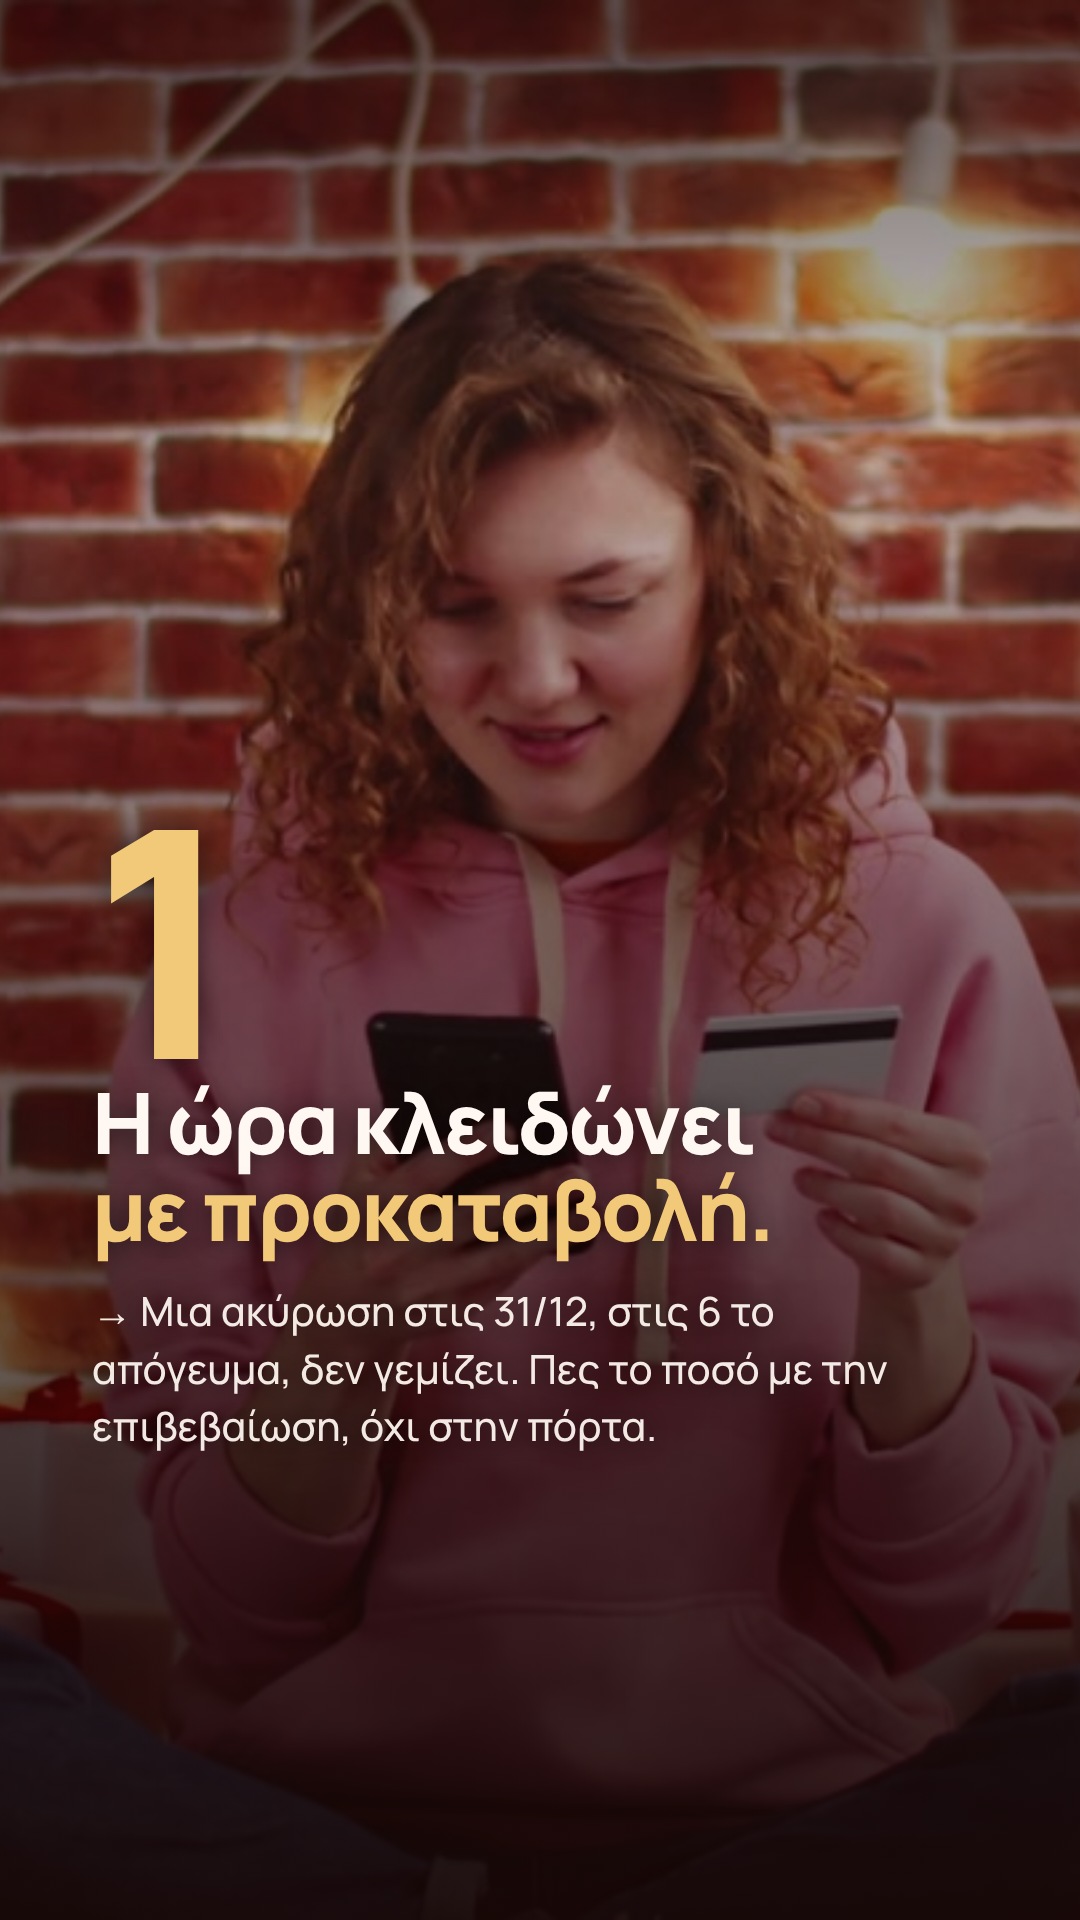 1
Η ώρα κλειδώνει
με προκαταβολή.
→ Μια ακύρωση στις 31/12, στις 6 το
απόγευμα, δεν γεμίζει. Πες το ποσό με την
επιβεβαίωση, όχι στην πόρτα.